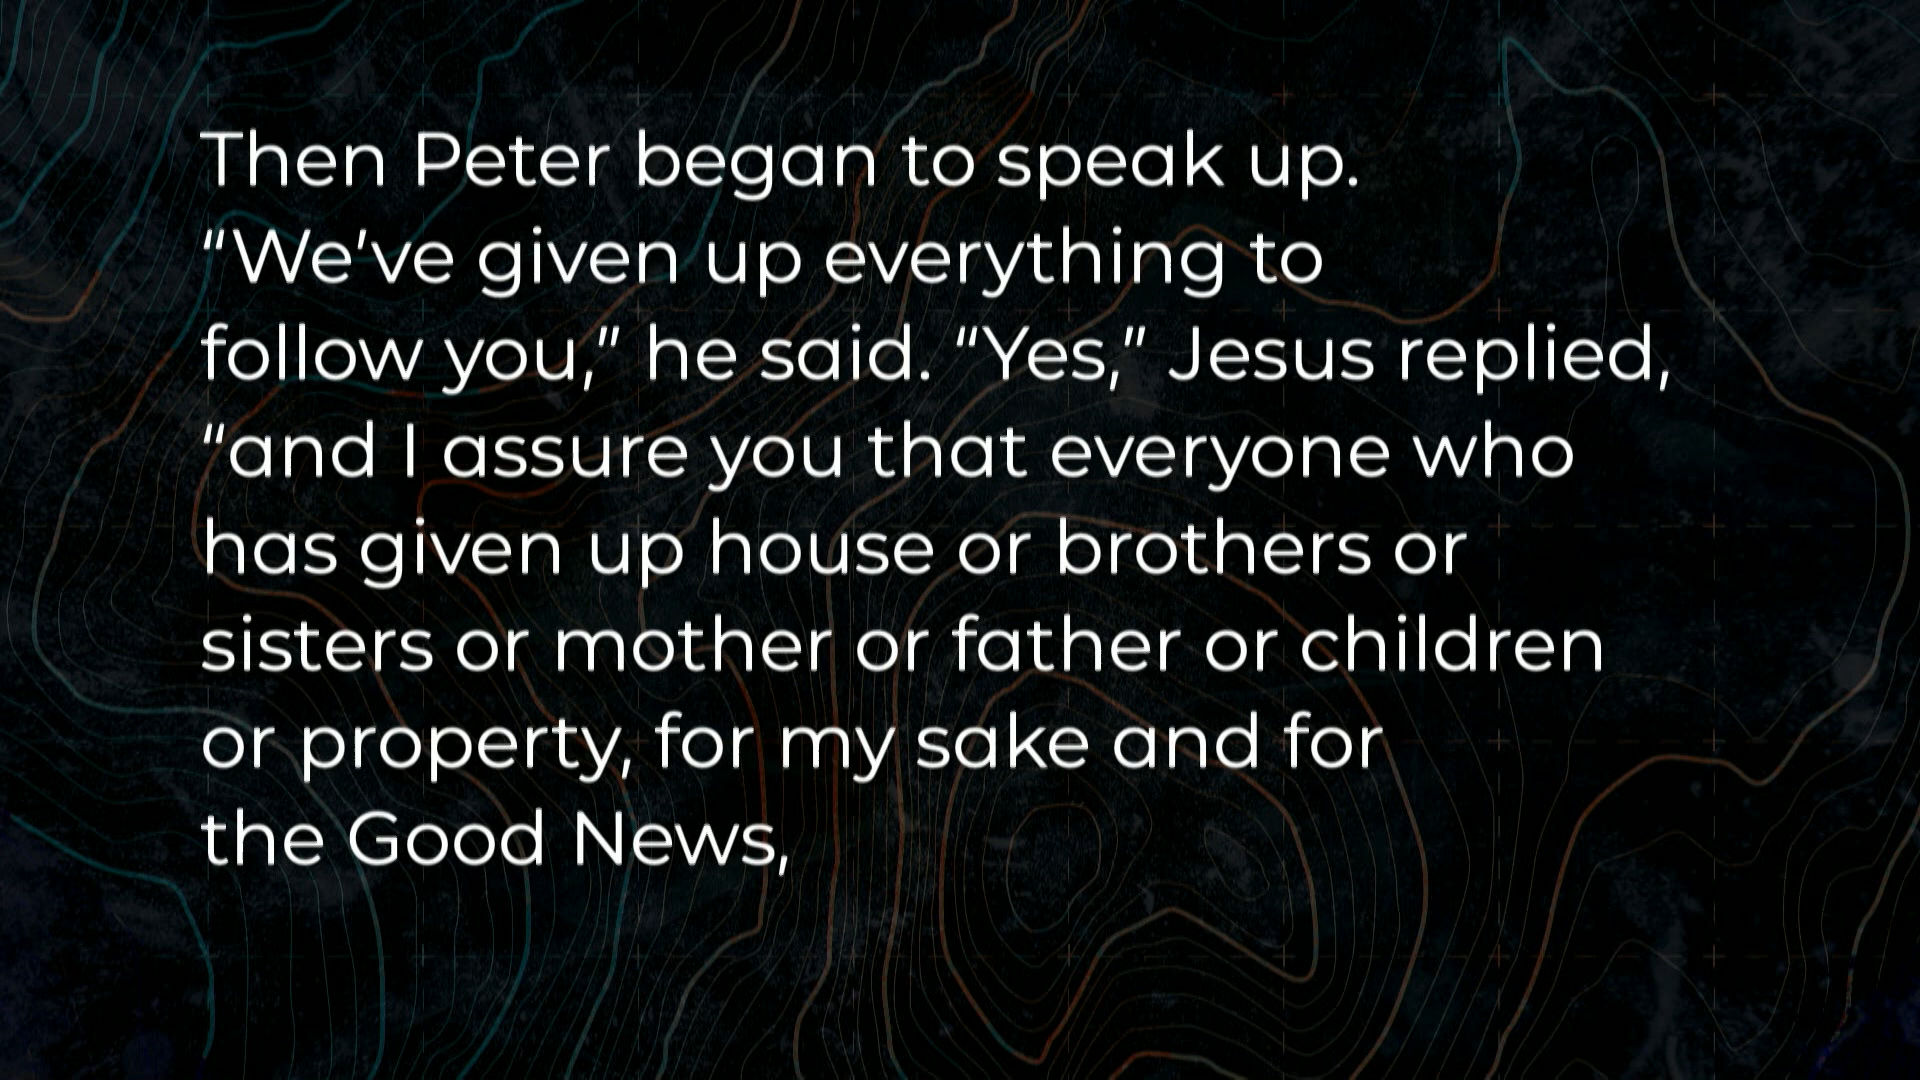 Then Peter began to speak up.
“We’ve given up everything to
follow you,” he said. “Yes,” Jesus replied,
“and I assure you that everyone who
has given up house or brothers or
sisters or mother or father or children
or property, for my sake and for
the Good News,